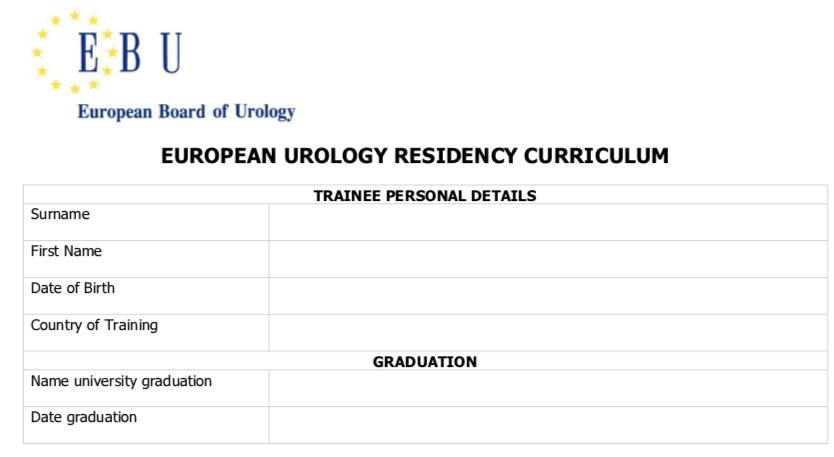 E B U
European Board of Urology
EUROPEAN UROLOGY RESIDENCY CURRICULUM
TRAINEE PERSONAL DETAILS
Surname
First Name
Date of Birth
Country of Training
GRADUATION
Name university graduation
Date graduation